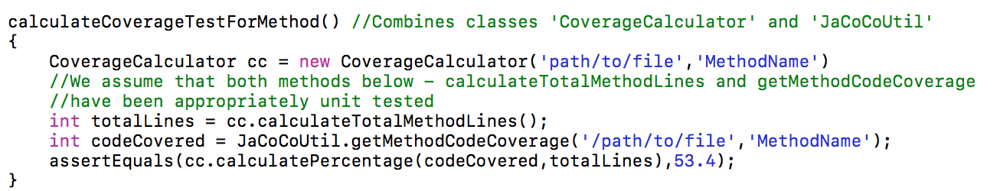 calculateCoverageTestForMethod() //Combines classes 'CoverageCalculator' and 'JaCoCoUtil'
{
    CoverageCalculator cc = new CoverageCalculator('path/to/file','MethodName')
    //We assume that both methods below – calculateTotalMethodLines and getMethodCodeCoverage
    //have been appropriately unit tested
    int totalLines = cc.calculateTotalMethodLines();
    int codeCovered = JaCoCoUtil.getMethodCodeCoverage('/path/to/file','MethodName');
    assertEquals(cc.calculatePercentage(codeCovered,totalLines),53.4);
}